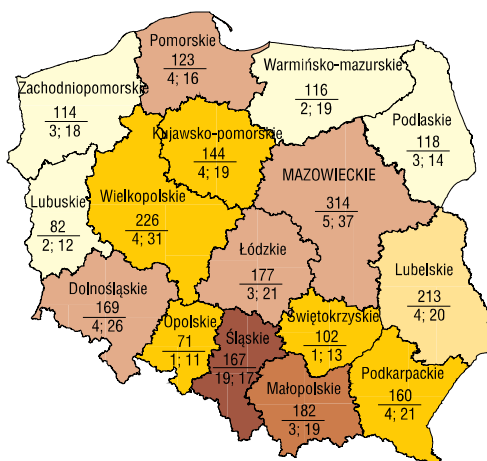 Pomorskie
123
4; 16
Warmińsko-mazurskie
116
2; 19
Zachodniopomorskie
114
3; 18
Podlaskie
118
3; 14
Kujawsko-pomorskie
144
4; 19
MAZOWIECKIE
314
5; 37
Lubuskie
82
2; 12
Wielkopolskie
226
4; 31
Łódzkie
177
3; 21
Lubelskie
213
4; 20
Dolnośląskie
169
4; 26
Opolskie
71
1; 11
Śląskie
167
19; 17
Świętokrzyskie
102
1; 13
Małopolskie
182
3; 19
Podkarpackie
160
4; 21